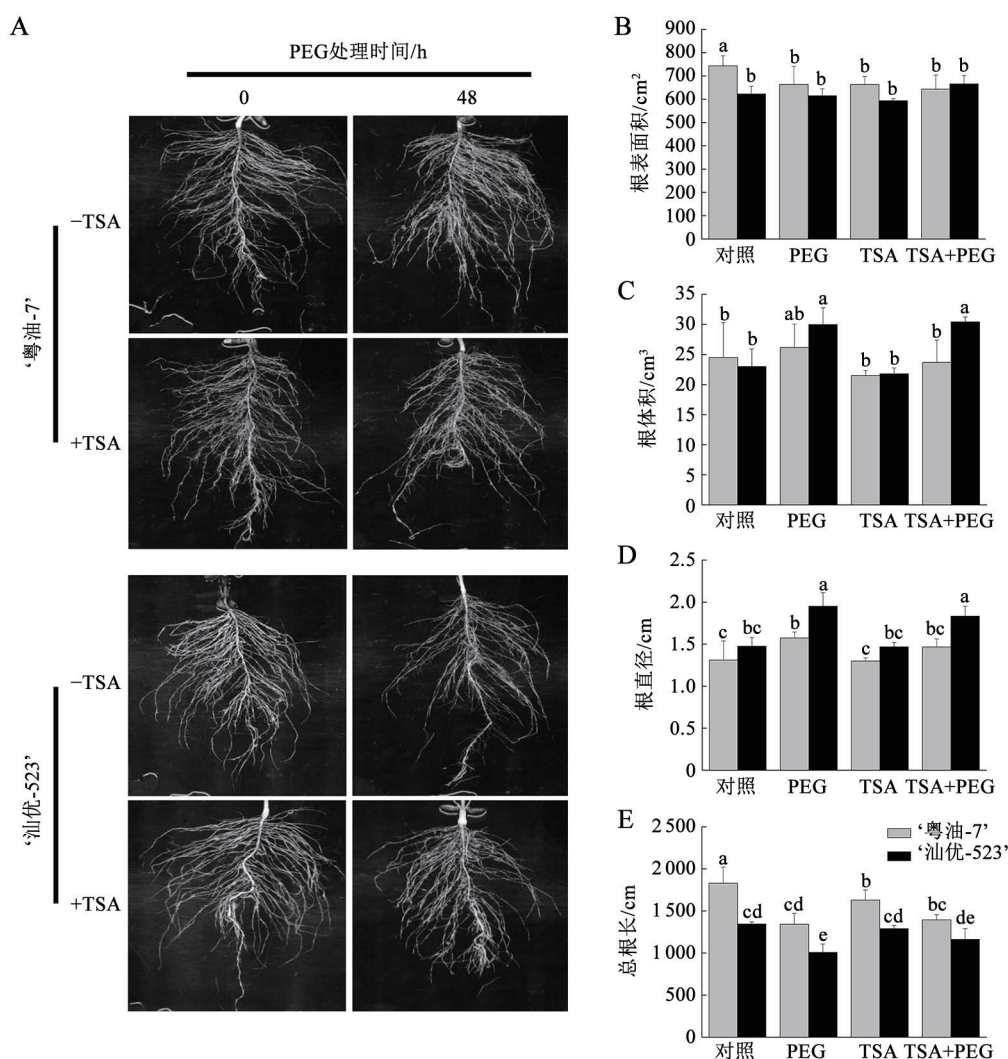 A
PEG处理时间/h
0 48
−TSA
‘粤油-7’
+TSA
−TSA
‘汕优-523’
+TSA
B
根表面积/cm²
900
800
700
600
500
400
300
200
100
0
a b b b b b b b
对照 PEG TSA TSA+PEG
C
根体积/cm³
35
30
25
20
15
10
5
0
b b ab a b b b a
对照 PEG TSA TSA+PEG
D
根直径/cm
2.5
2.0
1.5
1.0
0.5
0
c bc b a c bc bc a
对照 PEG TSA TSA+PEG
E
总根长/cm
2 500
2 000
1 500
1 000
500
0
‘粤油-7’
‘汕优-523’
a cd cd e b cd bc de
对照 PEG TSA TSA+PEG